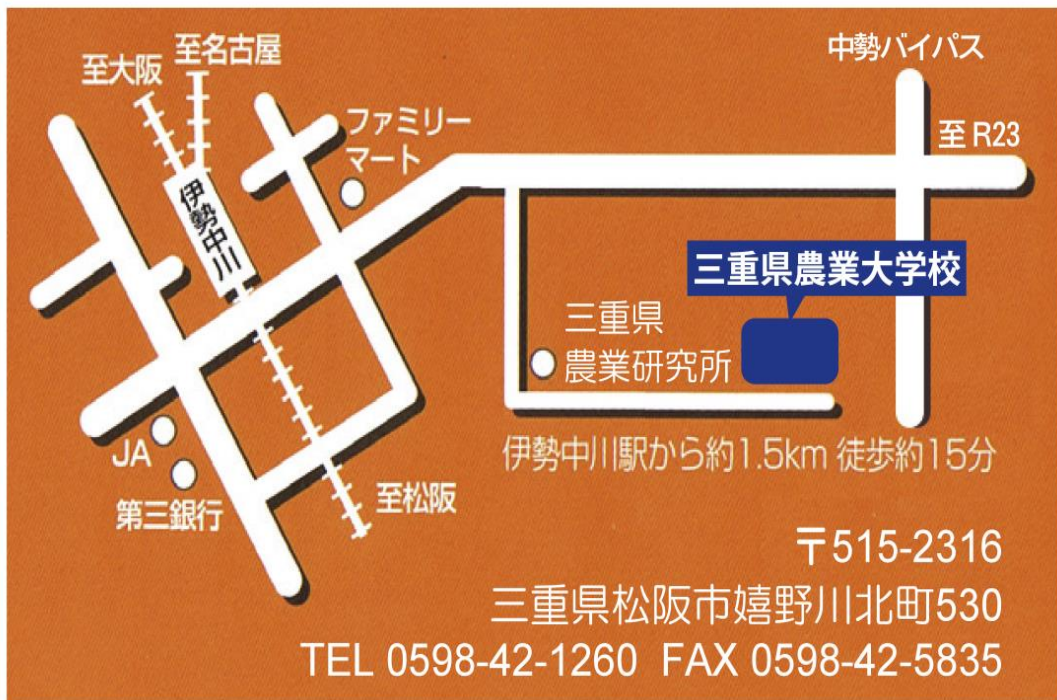 至大阪
至名古屋
中勢バイパス
ファミリー
マート
至 R23
伊勢中川
三重県農業大学校
三重県
農業研究所
JA
第三銀行
至松阪
伊勢中川駅から約1.5km 徒歩約15分
〒515-2316
三重県松阪市嬉野川北町530
TEL 0598-42-1260 FAX 0598-42-5835